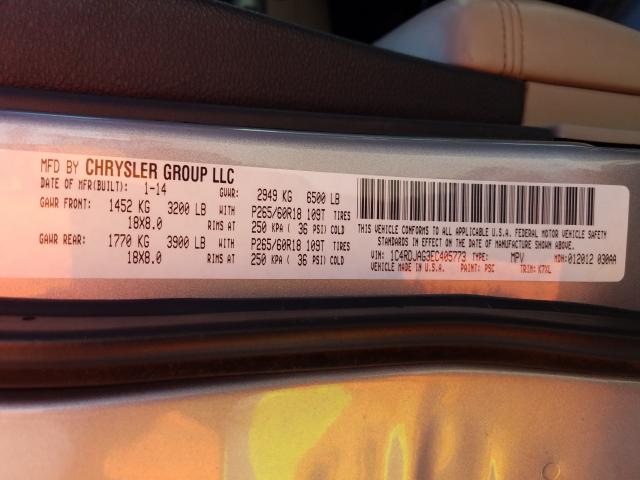 MFD BY CHRYSLER GROUP LLC
DATE OF MFR(BUILT): 1-14 GVWR: 2949 KG 6500 LB
GAWR FRONT: 1452 KG 3200 LB WITH P265/60R18 109T TIRES
18X8.0 RIMS AT 250 KPA ( 36 PSI) COLD
GAWR REAR: 1770 KG 3900 LB WITH P265/60R18 109T TIRES
18X8.0 RIMS AT 250 KPA ( 36 PSI) COLD
THIS VEHICLE CONFORMS TO ALL APPLICABLE U.S.A. FEDERAL MOTOR VEHICLE SAFETY
STANDARDS IN EFFECT ON THE DATE OF MANUFACTURE SHOWN ABOVE.
VIN: 1C4RDJAG3EC405773 TYPE: MPV MDH:012012 030AA
VEHICLE MADE IN U.S.A. PAINT: PSC TRIM: K7XL